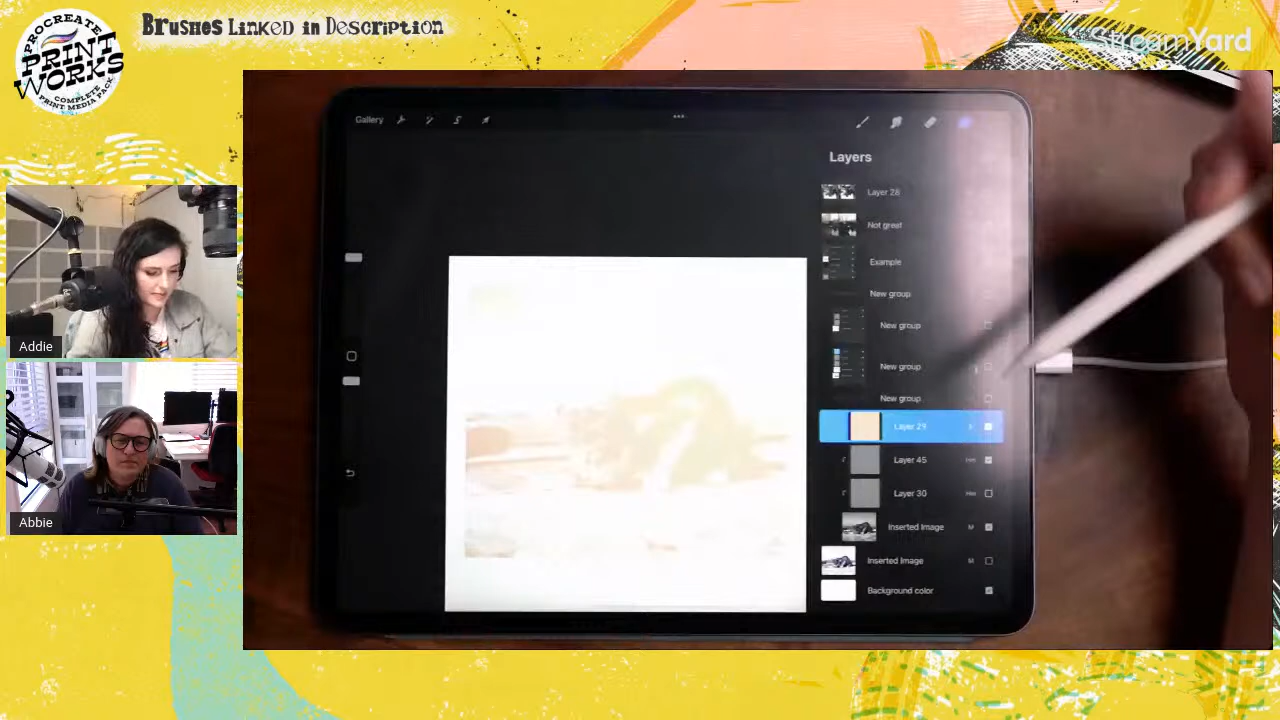 PROCREATE
PRINT
WORKS
COMPLETE
PRINT MEDIA PACK
Brushes Linked in Description
StreamYard
Gallery
Layers
Layer 28
Not great
Example
New group
New group
New group
New group
Layer 29
Layer 45
Layer 30
Inserted Image
M
Inserted Image
M
Background color
Addie
Abbie